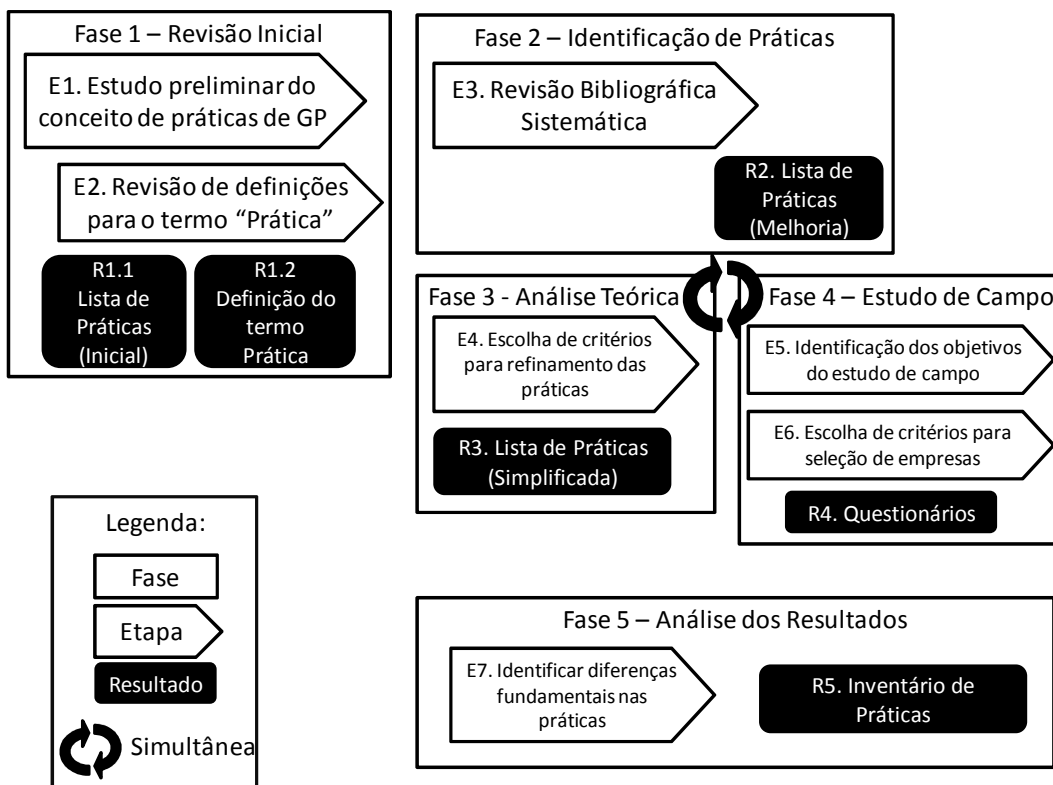 Fase 1 – Revisão Inicial
E1. Estudo preliminar do
conceito de práticas de GP
E2. Revisão de definições
para o termo “Prática”
R1.1
Lista de
Práticas
(Inicial)
R1.2
Definição do
termo
Prática
Fase 2 – Identificação de Práticas
E3. Revisão Bibliográfica
Sistemática
R2. Lista de
Práticas
(Melhoria)
Fase 3 - Análise Teórica
E4. Escolha de critérios
para refinamento das
práticas
R3. Lista de Práticas
(Simplificada)
Fase 4 – Estudo de Campo
E5. Identificação dos objetivos
do estudo de campo
E6. Escolha de critérios para
seleção de empresas
R4. Questionários
Legenda:
Fase
Etapa
Resultado
Simultânea
Fase 5 – Análise dos Resultados
E7. Identificar diferenças
fundamentais nas
práticas
R5. Inventário de
Práticas